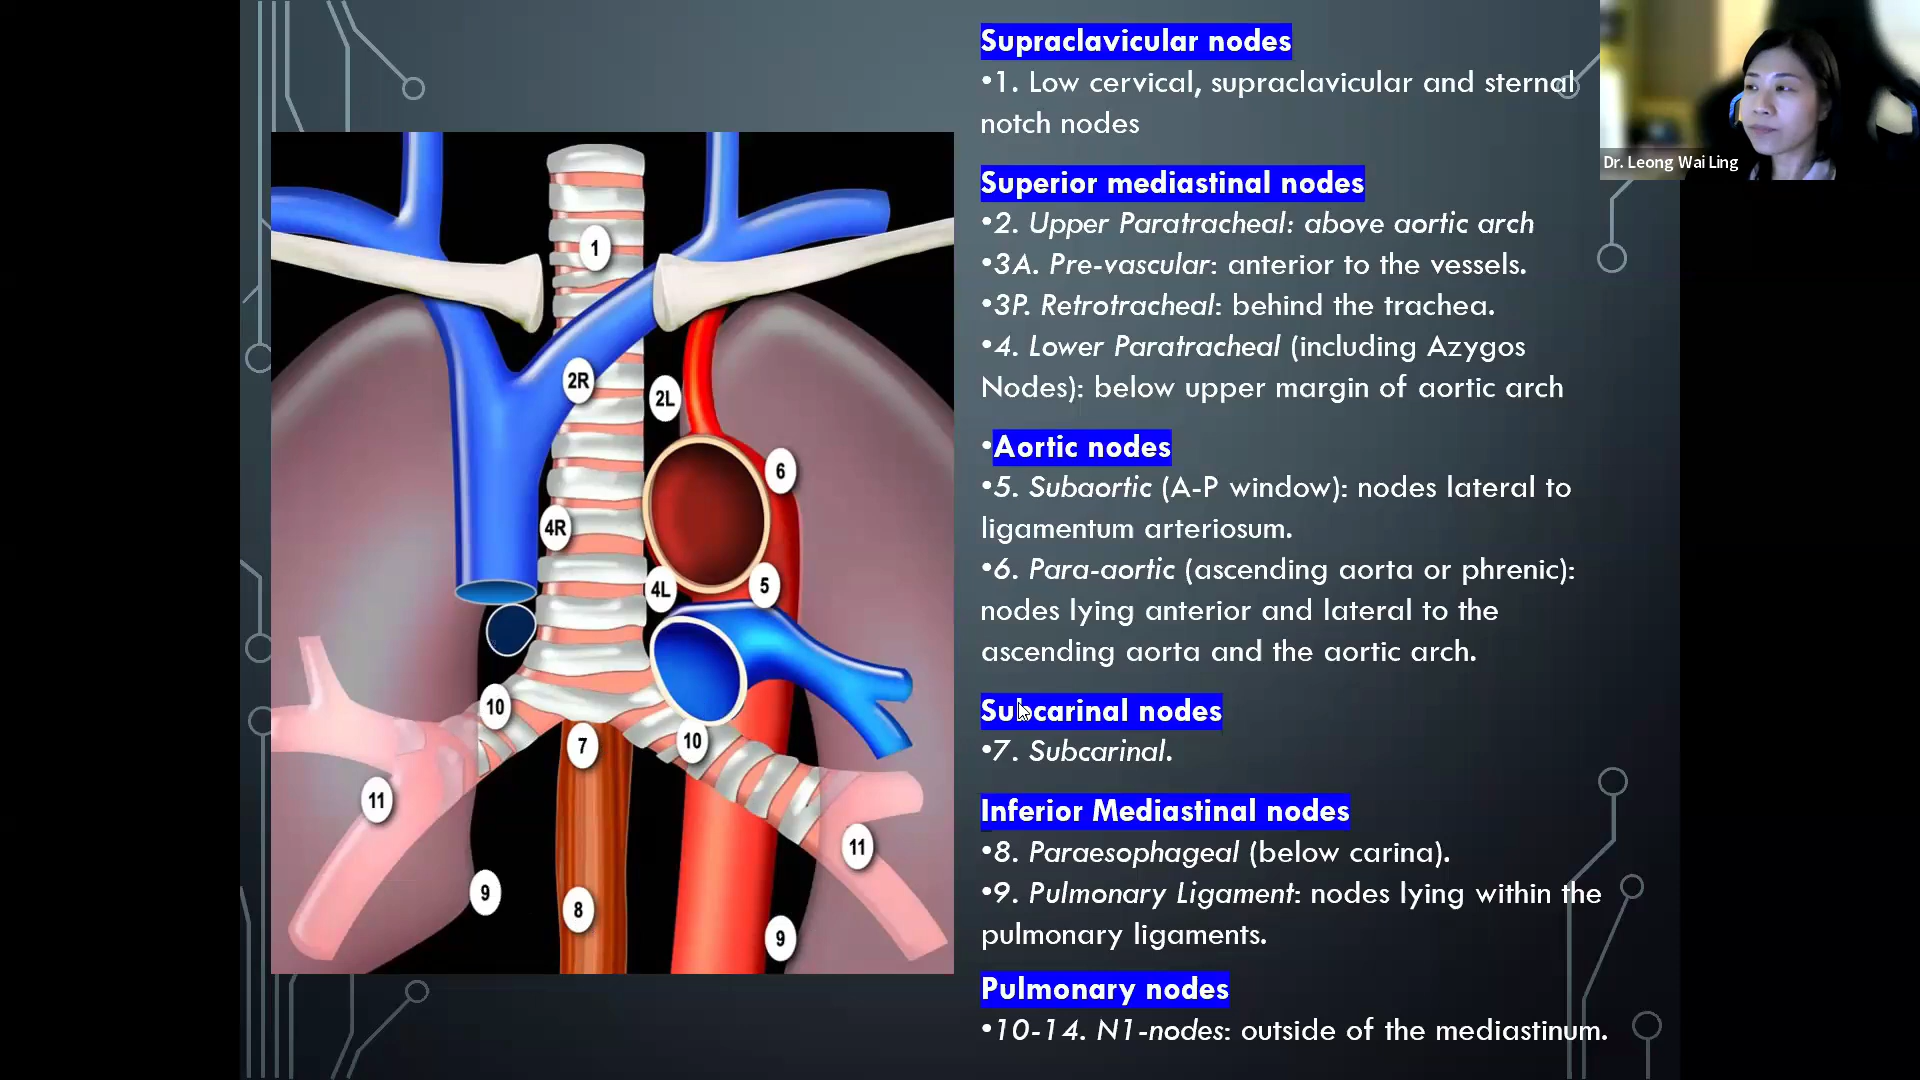 Supraclavicular nodes
•1. Low cervical, supraclavicular and sternal
notch nodes
Superior mediastinal nodes
•2. Upper Paratracheal: above aortic arch
•3A. Pre-vascular: anterior to the vessels.
•3P. Retrotracheal: behind the trachea.
•4. Lower Paratracheal (including Azygos
Nodes): below upper margin of aortic arch
•Aortic nodes
•5. Subaortic (A-P window): nodes lateral to
ligamentum arteriosum.
•6. Para-aortic (ascending aorta or phrenic):
nodes lying anterior and lateral to the
ascending aorta and the aortic arch.
Subcarinal nodes
•7. Subcarinal.
Inferior Mediastinal nodes
•8. Paraesophageal (below carina).
•9. Pulmonary Ligament: nodes lying within the
pulmonary ligaments.
Pulmonary nodes
•10-14. N1-nodes: outside of the mediastinum.
Dr. Leong Wai Ling
1
2R
2L
6
4R
4L
5
10
7
10
11
11
9
8
9